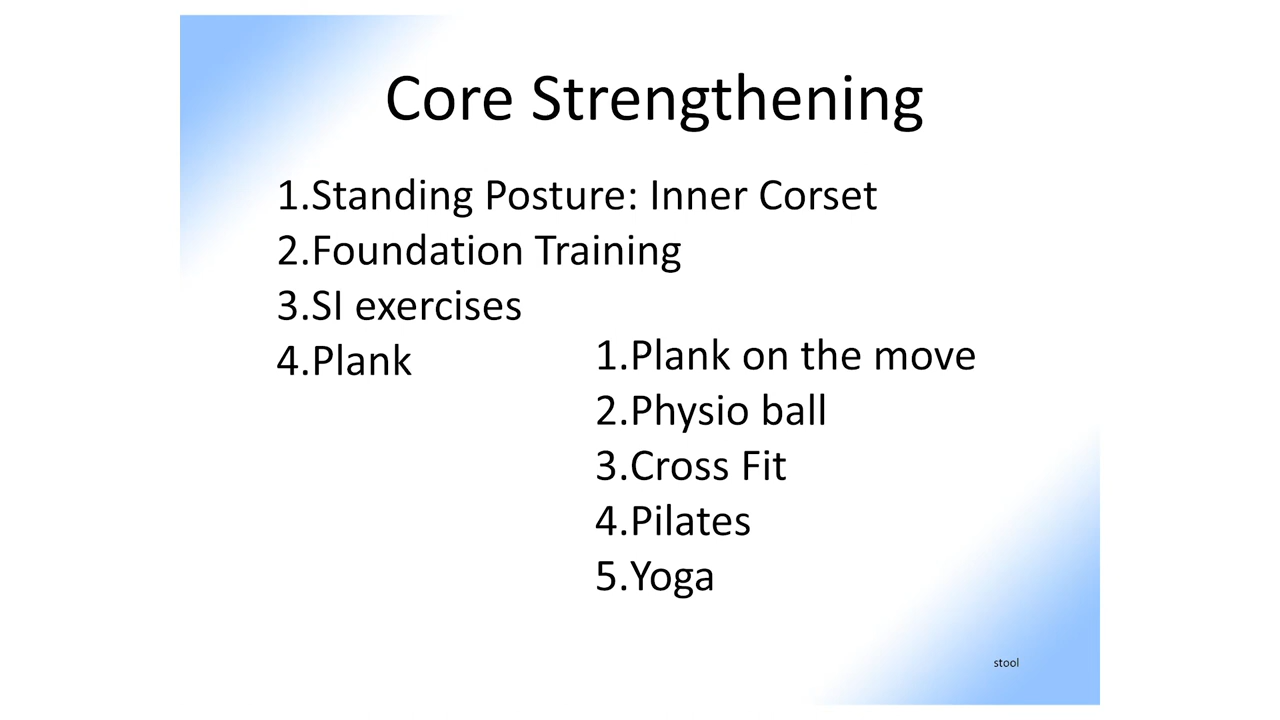 Core Strengthening
1.Standing Posture: Inner Corset
2.Foundation Training
3.SI exercises
4.Plank
1.Plank on the move
2.Physio ball
3.Cross Fit
4.Pilates
5.Yoga
stool